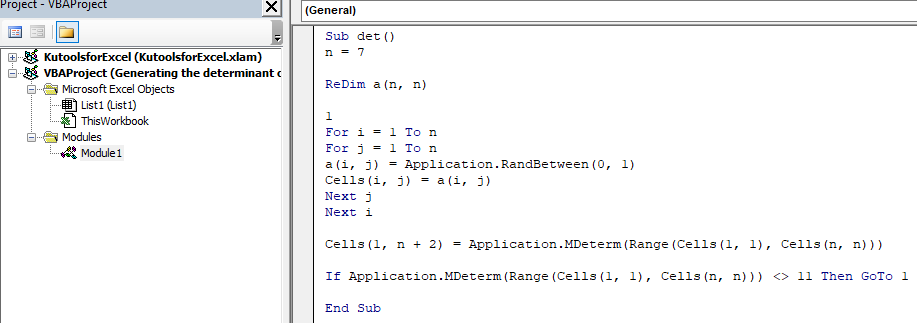 Project - VBAProject
KutoolsforExcel (KutoolsforExcel.xlam)
VBAProject (Generating the determinant o
Microsoft Excel Objects
List1 (List1)
ThisWorkbook
Modules
Module1
(General)
Sub det()
n = 7
ReDim a(n, n)
1
For i = 1 To n
For j = 1 To n
a(i, j) = Application.RandBetween(0, 1)
Cells(i, j) = a(i, j)
Next j
Next i
Cells(1, n + 2) = Application.MDeterm(Range(Cells(1, 1), Cells(n, n)))
If Application.MDeterm(Range(Cells(1, 1), Cells(n, n))) <> 11 Then GoTo 1
End Sub